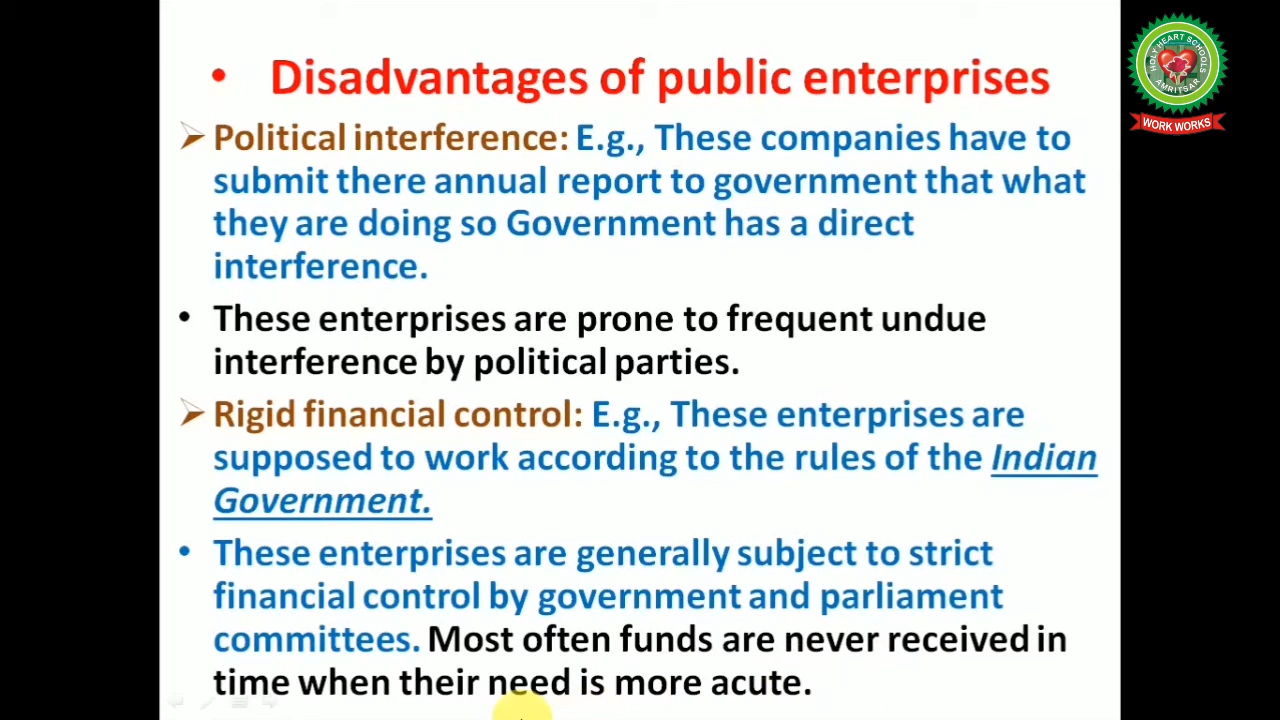 • Disadvantages of public enterprises
➢ Political interference: E.g., These companies have to
submit there annual report to government that what
they are doing so Government has a direct
interference.
• These enterprises are prone to frequent undue
interference by political parties.
➢ Rigid financial control: E.g., These enterprises are
supposed to work according to the rules of the Indian
Government.
• These enterprises are generally subject to strict
financial control by government and parliament
committees. Most often funds are never received in
time when their need is more acute.
HOLY HEART SCHOOLS
AMRITSAR
WORK WORKS